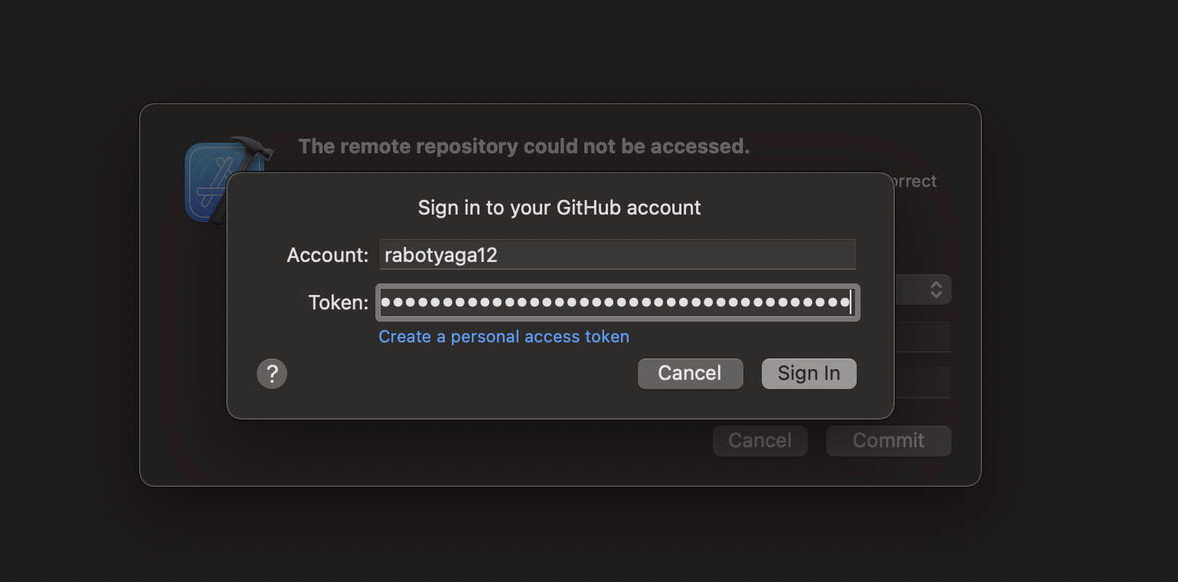 The remote repository could not be accessed.
Sign in to your GitHub account
Account: rabotyaga12
Token: ●●●●●●●●●●●●●●●●●●●●●●●●●●●●●●●●●●●●●●
Create a personal access token
?
Cancel
Sign In
Cancel
Commit